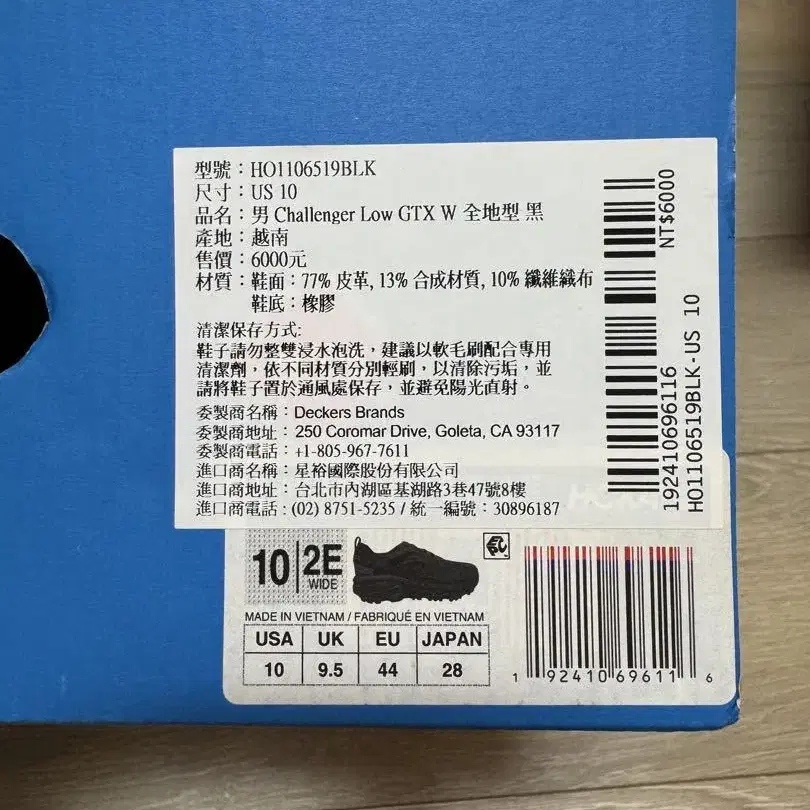 型號：HO1106519BLK
尺寸：US 10
品名：男 Challenger Low GTX W 全地型 黑
產地：越南
售價：6000元
材質：鞋面：77% 皮革, 13% 合成材質, 10% 纖維織布
鞋底：橡膠
清潔保存方式:
鞋子請勿整雙浸水泡洗，建議以軟毛刷配合專用
清潔劑，依不同材質分別輕刷，以清除污垢，並
請將鞋子置於通風處保存，並避免陽光直射。
委製商名稱：Deckers Brands
委製商地址：250 Coromar Drive, Goleta, CA 93117
委製商電話：+1-805-967-7611
進口商名稱：星裕國際股份有限公司
進口商地址：台北市內湖區基湖路3巷47號8樓
進口商電話：(02) 8751-5235 / 統一編號：30896187
NT$6000
192410696116
HO1106519BLK-US 10
10 2E
WIDE
MADE IN VIETNAM / FABRIQUÉ EN VIETNAM
USA UK EU JAPAN
10 9.5 44 28
1 92410 69611 6